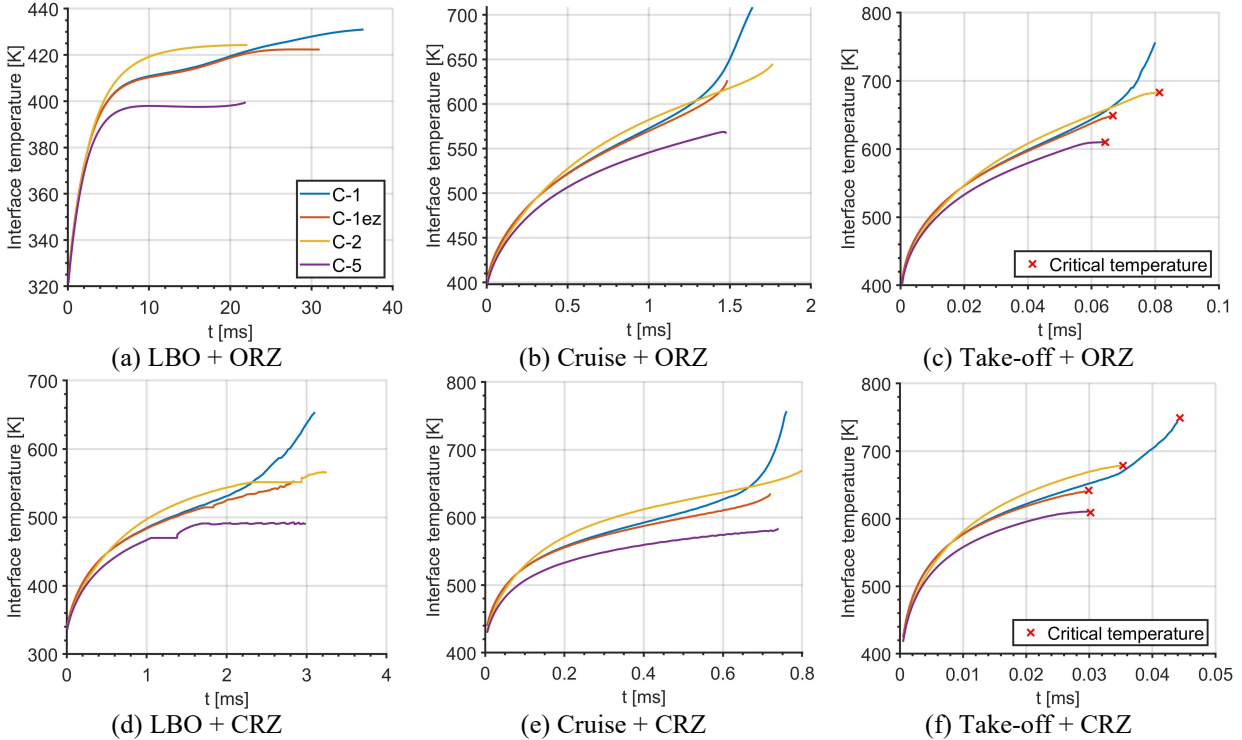 700
800
420
650
700
400
600
380
550
600
360
500
C-1
C-1ez
C-2
C-5
500
340
450
Critical temperature
320
400
400
0 10 20 30 40
0 0.5 1 1.5 2
0 0.02 0.04 0.06 0.08 0.1
Interface temperature [K]
Interface temperature [K]
Interface temperature [K]
t [ms]
t [ms]
t [ms]
(a) LBO + ORZ
(b) Cruise + ORZ
(c) Take-off + ORZ
700
800
800
600
700
700
500
600
600
400
500
500
Critical temperature
300
400
400
0 1 2 3 4
0 0.2 0.4 0.6 0.8
0 0.01 0.02 0.03 0.04 0.05
Interface temperature [K]
Interface temperature [K]
Interface temperature [K]
t [ms]
t [ms]
t [ms]
(d) LBO + CRZ
(e) Cruise + CRZ
(f) Take-off + CRZ